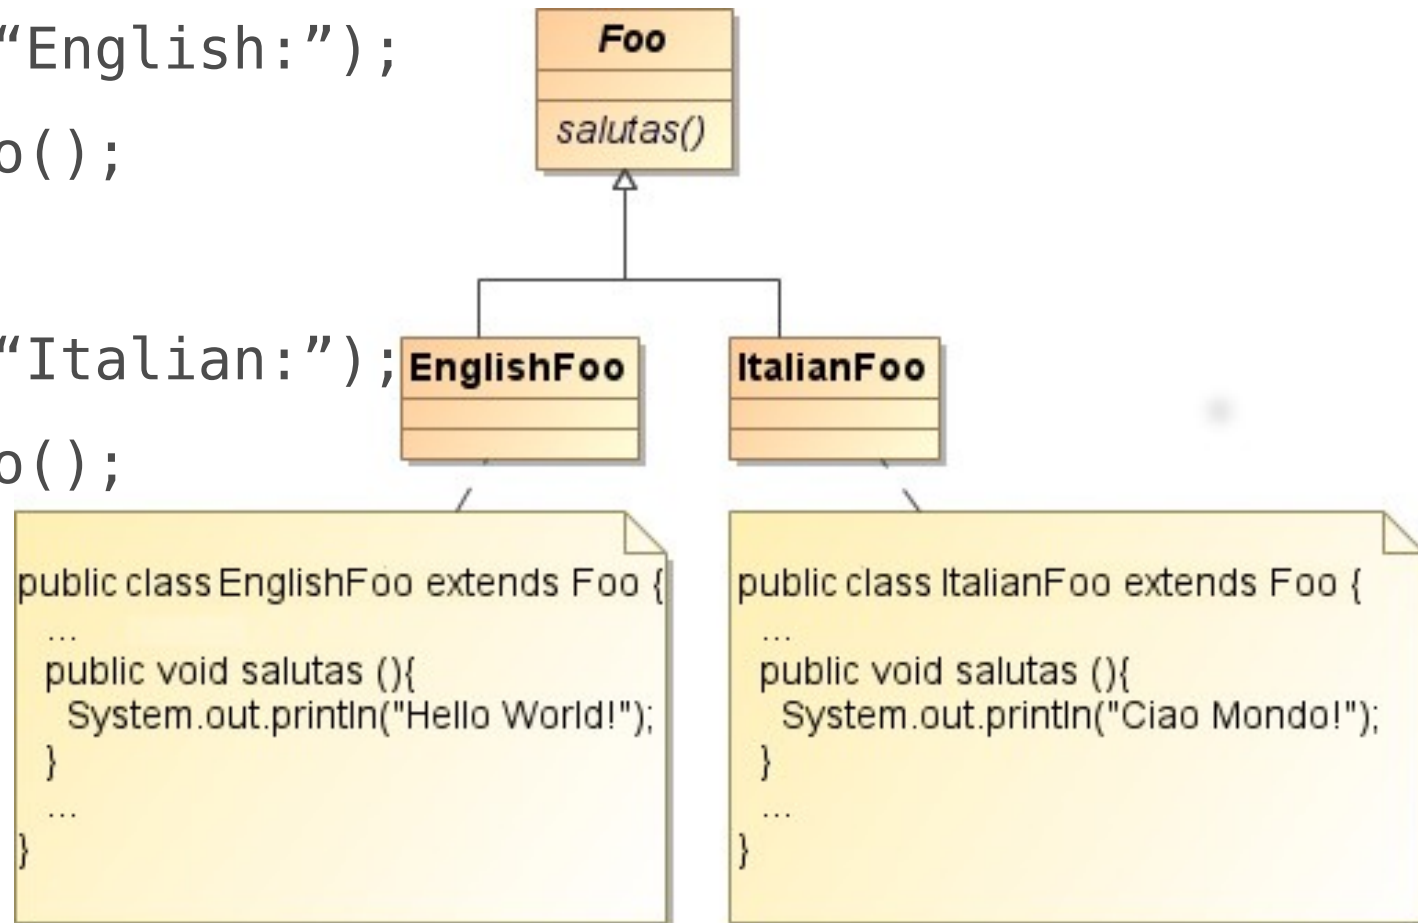 “English:”);
o();
“Italian:”);
o();
Foo
salutas()
EnglishFoo
ItalianFoo
public class EnglishFoo extends Foo {
...
public void salutas (){
System.out.println("Hello World!");
}
...
}
public class ItalianFoo extends Foo {
...
public void salutas (){
System.out.println("Ciao Mondo!");
}
...
}